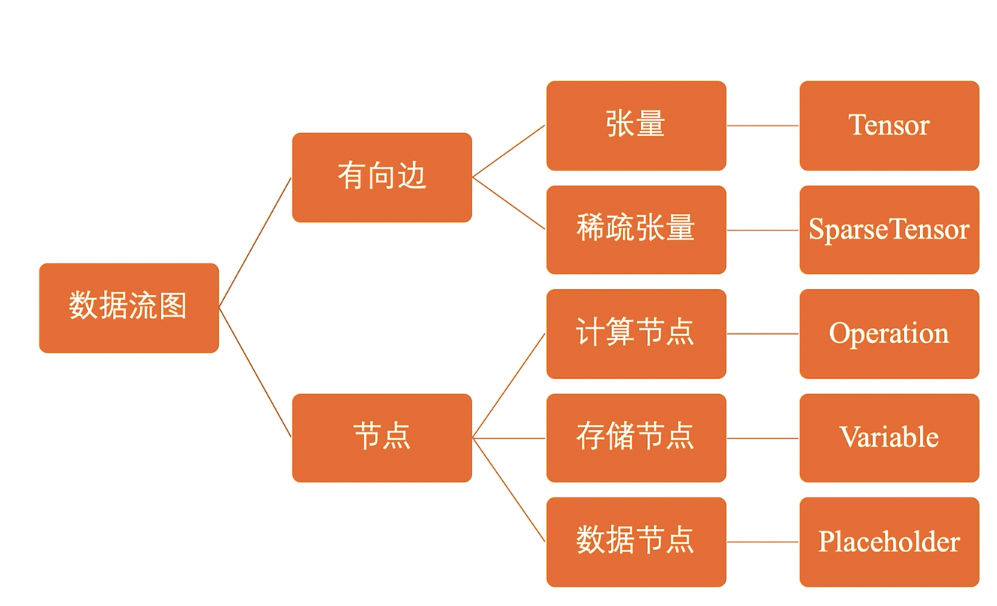 数据流图
有向边
张量
Tensor
稀疏张量
SparseTensor
节点
计算节点
Operation
存储节点
Variable
数据节点
Placeholder